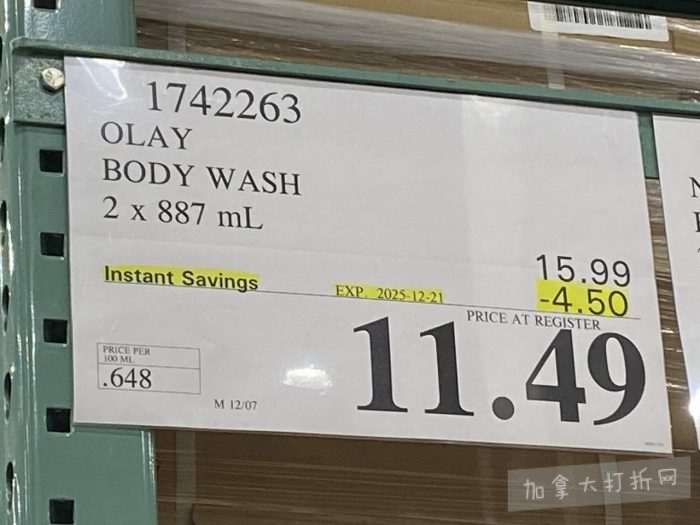 1742263
OLAY
BODY WASH
2 x 887 mL
15.99
Instant Savings
EXP. 2025-12-21
-4.50
PRICE AT REGISTER
11.49
PRICE PER
100 ML
.648
M 12/07
加拿大打折网